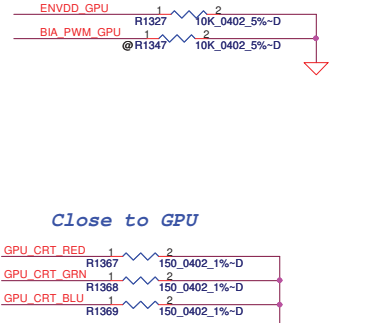 ENVDD_GPU 1 2
R1327 10K_0402_5%~D
BIA_PWM_GPU 1 2
@R1347 10K_0402_5%~D
Close to GPU
GPU_CRT_RED 1 2
R1367 150_0402_1%~D
GPU_CRT_GRN 1 2
R1368 150_0402_1%~D
GPU_CRT_BLU 1 2
R1369 150_0402_1%~D